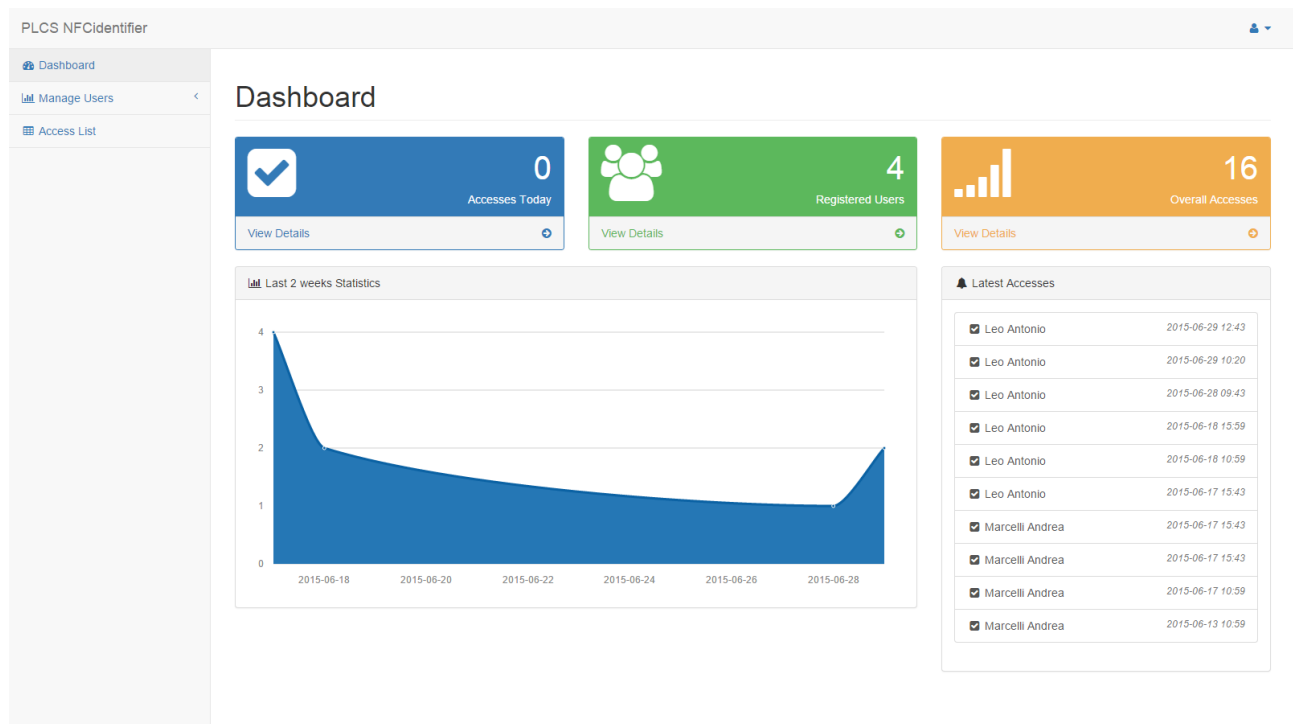 PLCS NFCidentifier
Dashboard
Manage Users
Access List
Dashboard
0
Accesses Today
View Details
4
Registered Users
View Details
16
Overall Accesses
View Details
Last 2 weeks Statistics
4
3
2
1
0
2015-06-18 2015-06-20 2015-06-22 2015-06-24 2015-06-26 2015-06-28
Latest Accesses
Leo Antonio 2015-06-29 12:43
Leo Antonio 2015-06-29 10:20
Leo Antonio 2015-06-28 09:43
Leo Antonio 2015-06-18 15:59
Leo Antonio 2015-06-18 10:59
Leo Antonio 2015-06-17 15:43
Marcelli Andrea 2015-06-17 15:43
Marcelli Andrea 2015-06-17 15:43
Marcelli Andrea 2015-06-17 10:59
Marcelli Andrea 2015-06-13 10:59